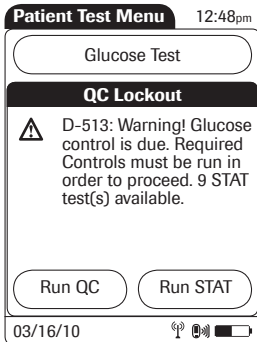 Patient Test Menu 12:48pm
Glucose Test
QC Lockout
D-513: Warning! Glucose
control is due. Required
Controls must be run in
order to proceed. 9 STAT
test(s) available.
Run QC Run STAT
03/16/10